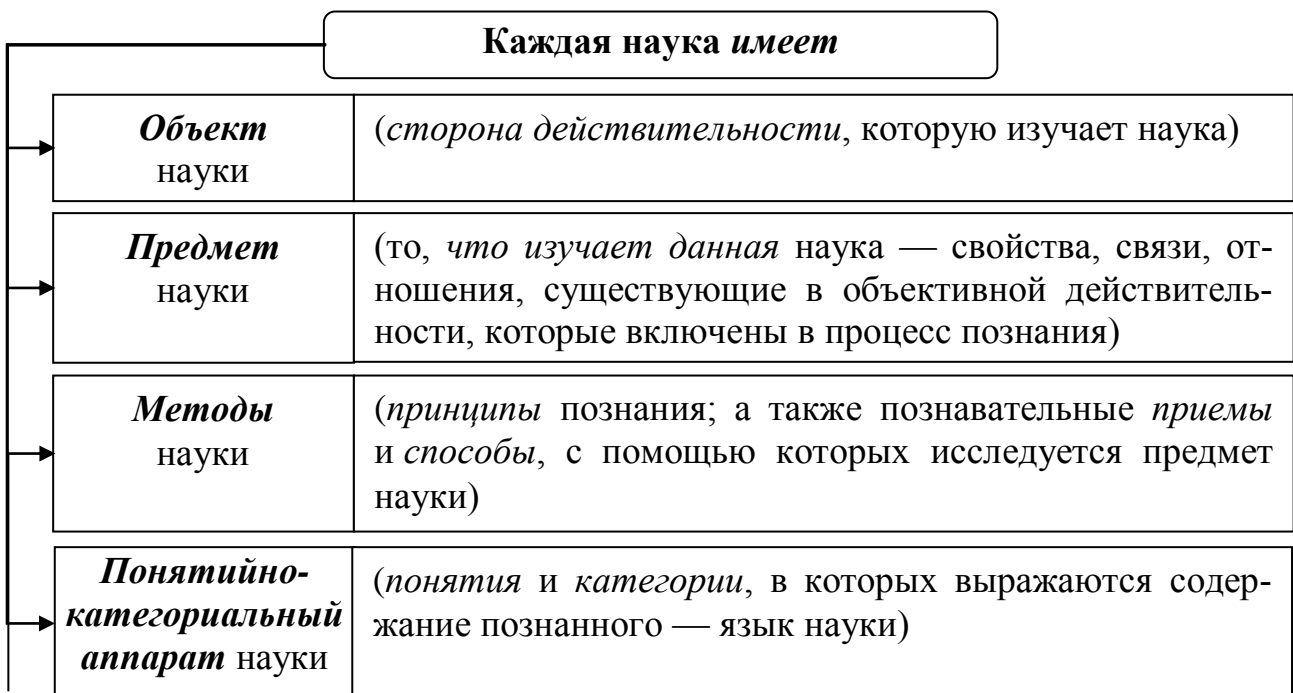 Каждая наука имеет
Объект
науки
(сторона действительности, которую изучает наука)
Предмет
науки
(то, что изучает данная наука — свойства, связи, от-
ношения, существующие в объективной действитель-
ности, которые включены в процесс познания)
Методы
науки
(принципы познания; а также познавательные приемы
и способы, с помощью которых исследуется предмет
науки)
Понятийно-
категориальный
аппарат науки
(понятия и категории, в которых выражаются содер-
жание познанного — язык науки)